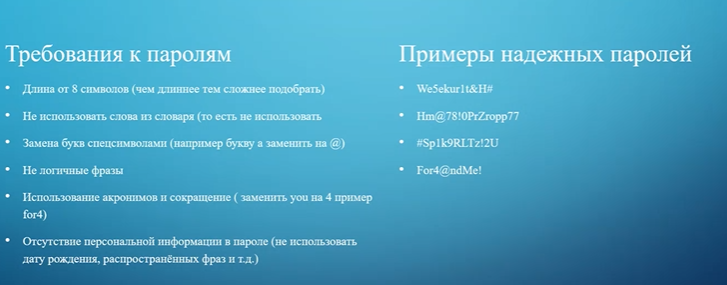 Требования к паролям
• Длина от 8 символов (чем длиннее тем сложнее подобрать)
• Не использовать слова из словаря (то есть не использовать
• Замена букв спецсимволами (например букву а заменить на @)
• Не логичные фразы
• Использование акронимов и сокращение ( заменить you на 4 пример
for4)
• Отсутствие персональной информации в пароле (не использовать
дату рождения, распространённых фраз и т.д.)
Примеры надежных паролей
• We5ekur1t&H#
• Hm@78!0PrZropp77
• #Sp1k9RLTz!2U
• For4@ndMe!